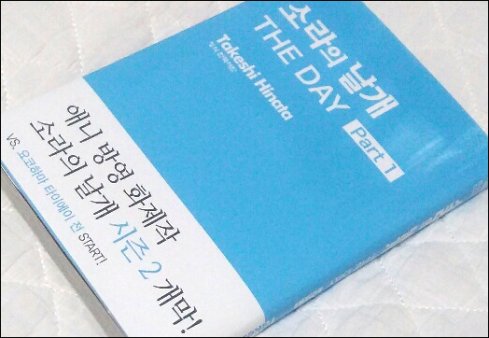 소라의 날개
THE DAY Part 1
Takeshi Hinata
애니 방영 화제작
소라의 날개 시즌 2 개막!
VS. 요코하마 타이에이 전 START!